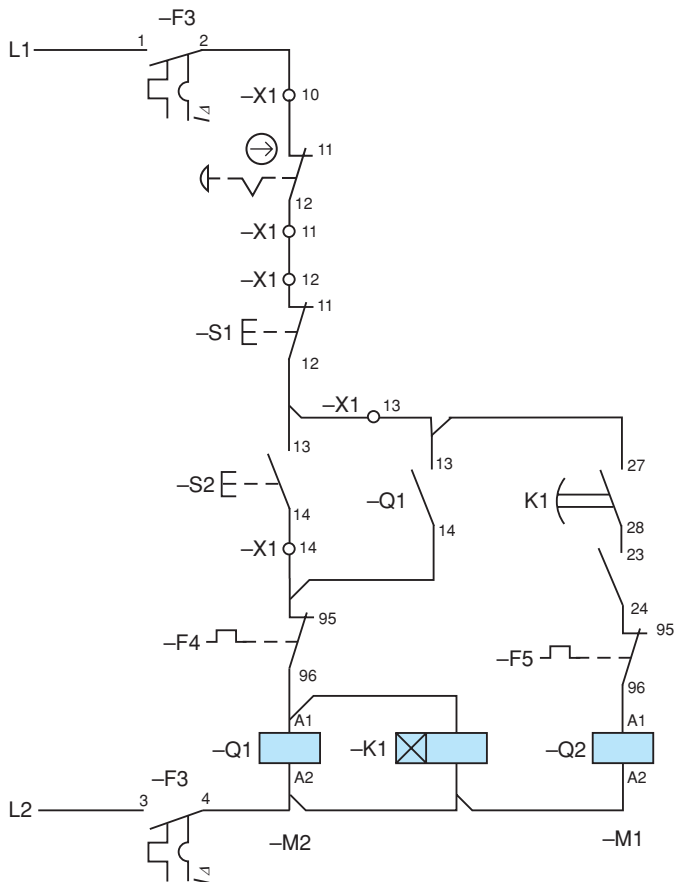 –F3
L1 1 2
–X1 10
11
12
–X1 11
–X1 12
11
–S1
12
–X1 13
13 13 27
–S2 –Q1 K1
14 14 28
–X1 14 23
24
95 95
–F4 –F5
96 96
A1 A1
–Q1 –K1 –Q2
A2 A2
–F3
L2 3 4
–M2 –M1